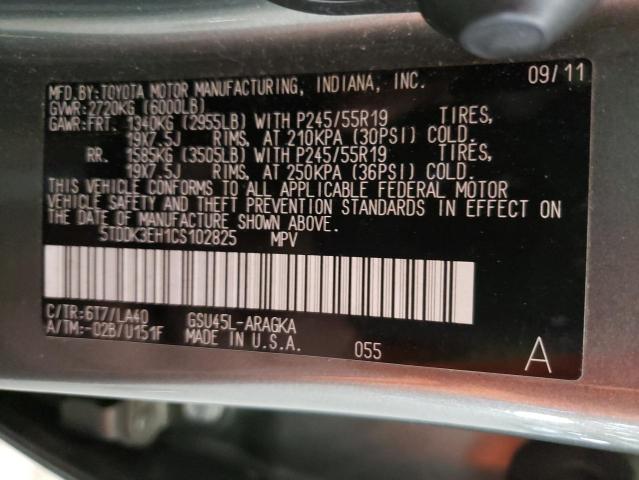 MFD.BY:TOYOTA MOTOR MANUFACTURING, INDIANA, INC. 09/11
GVWR:2720KG (6000LB)
GAWR:FRT. 1340KG (2955LB) WITH P245/55R19 TIRES,
19X7.5J RIMS, AT 210KPA (30PSI) COLD.
RR. 1585KG (3505LB) WITH P245/55R19 TIRES,
19X7.5J RIMS, AT 250KPA (36PSI) COLD.
THIS VEHICLE CONFORMS TO ALL APPLICABLE FEDERAL MOTOR
VEHICLE SAFETY AND THEFT PREVENTION STANDARDS IN EFFECT ON
THE DATE OF MANUFACTURE SHOWN ABOVE.
5TDDK3EH1CS102825 MPV
C/TR:6T7/LA40 GSU45L-ARAGKA
A/TM:-02B/U151F MADE IN U.S.A. 055 A